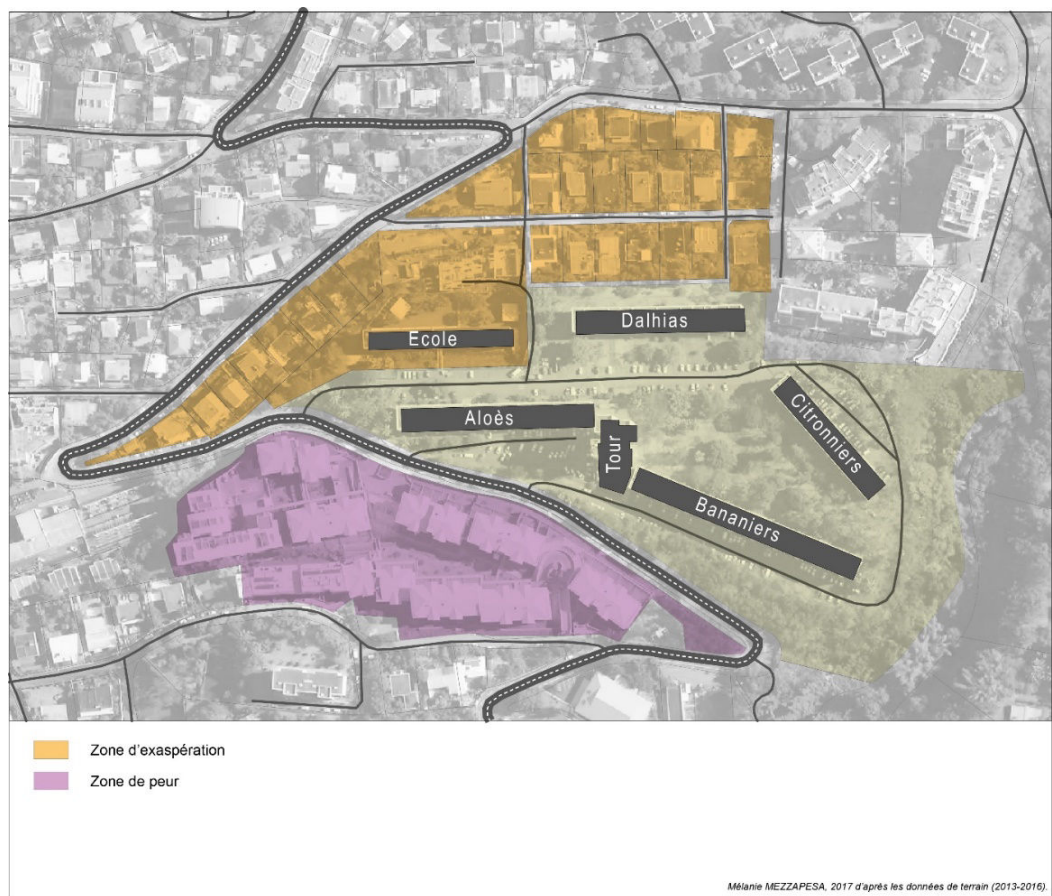 Dalhias
Ecole
Aloès
Citronniers
Tour
Bananiers
Zone d'exaspération
Zone de peur
Mélanie MEZZAPESA, 2017 d'après les données de terrain (2013-2016).